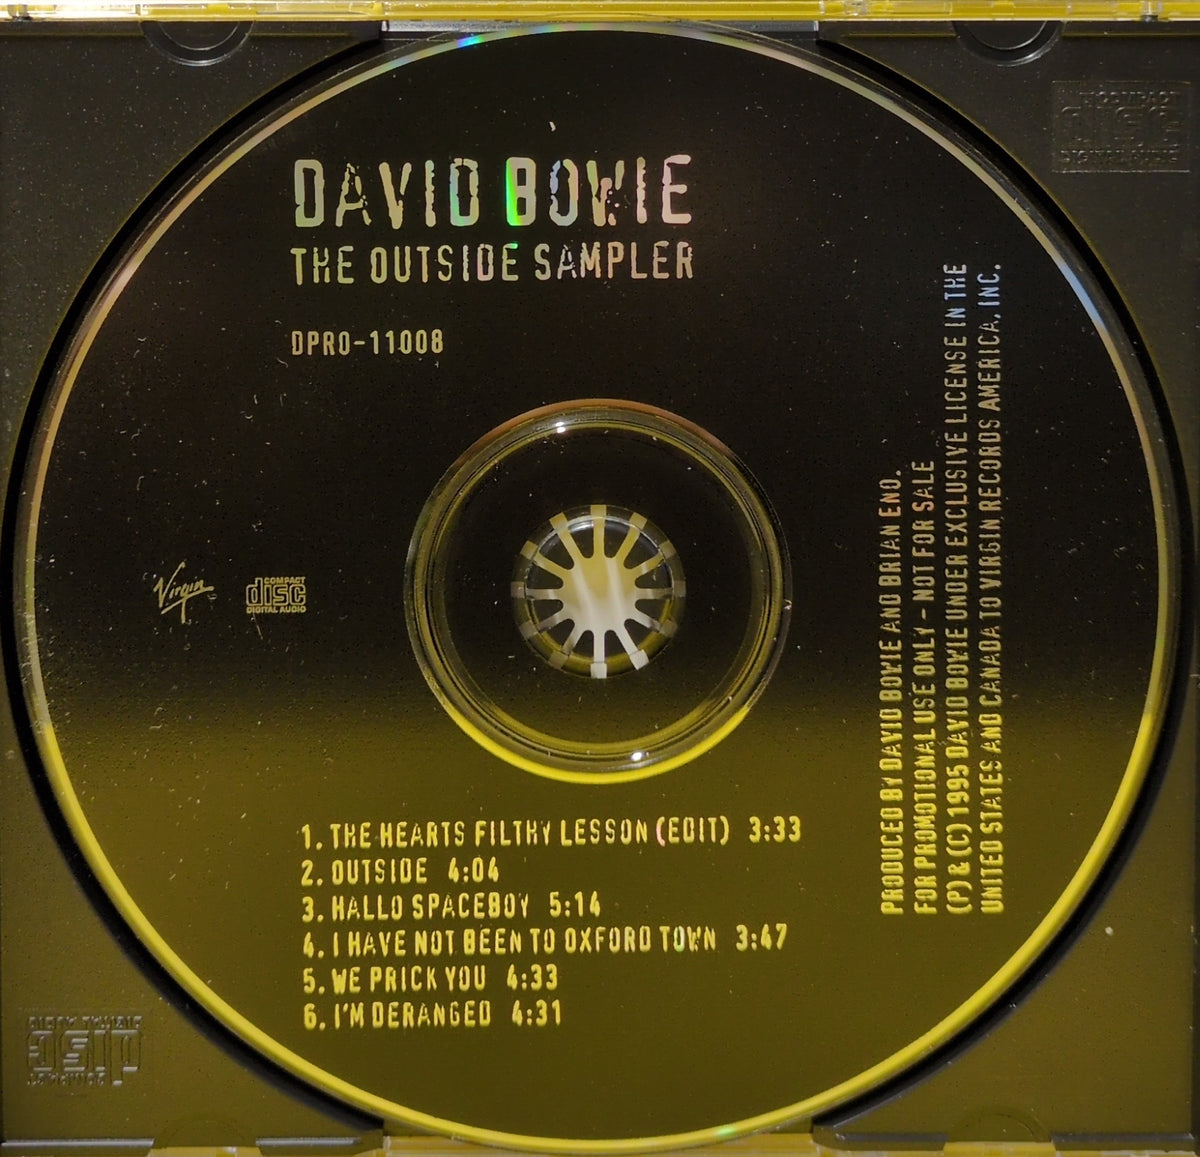 DAVID BOWIE
THE OUTSIDE SAMPLER
DPRO-11008
Virgin
COMPACT
disc
DIGITAL AUDIO
1. THE HEARTS FILTHY LESSON (EDIT) 3:33
2. OUTSIDE 4:04
3. HALLO SPACEBOY 5:14
4. I HAVE NOT BEEN TO OXFORD TOWN 3:47
5. WE PRICK YOU 4:33
6. I'M DERANGED 4:31
PRODUCED BY DAVID BOWIE AND BRIAN ENO.
FOR PROMOTIONAL USE ONLY - NOT FOR SALE
(P) & (C) 1995 DAVID BOWIE UNDER EXCLUSIVE LICENSE IN THE
UNITED STATES AND CANADA TO VIRGIN RECORDS AMERICA, INC.
COMPACT
disc